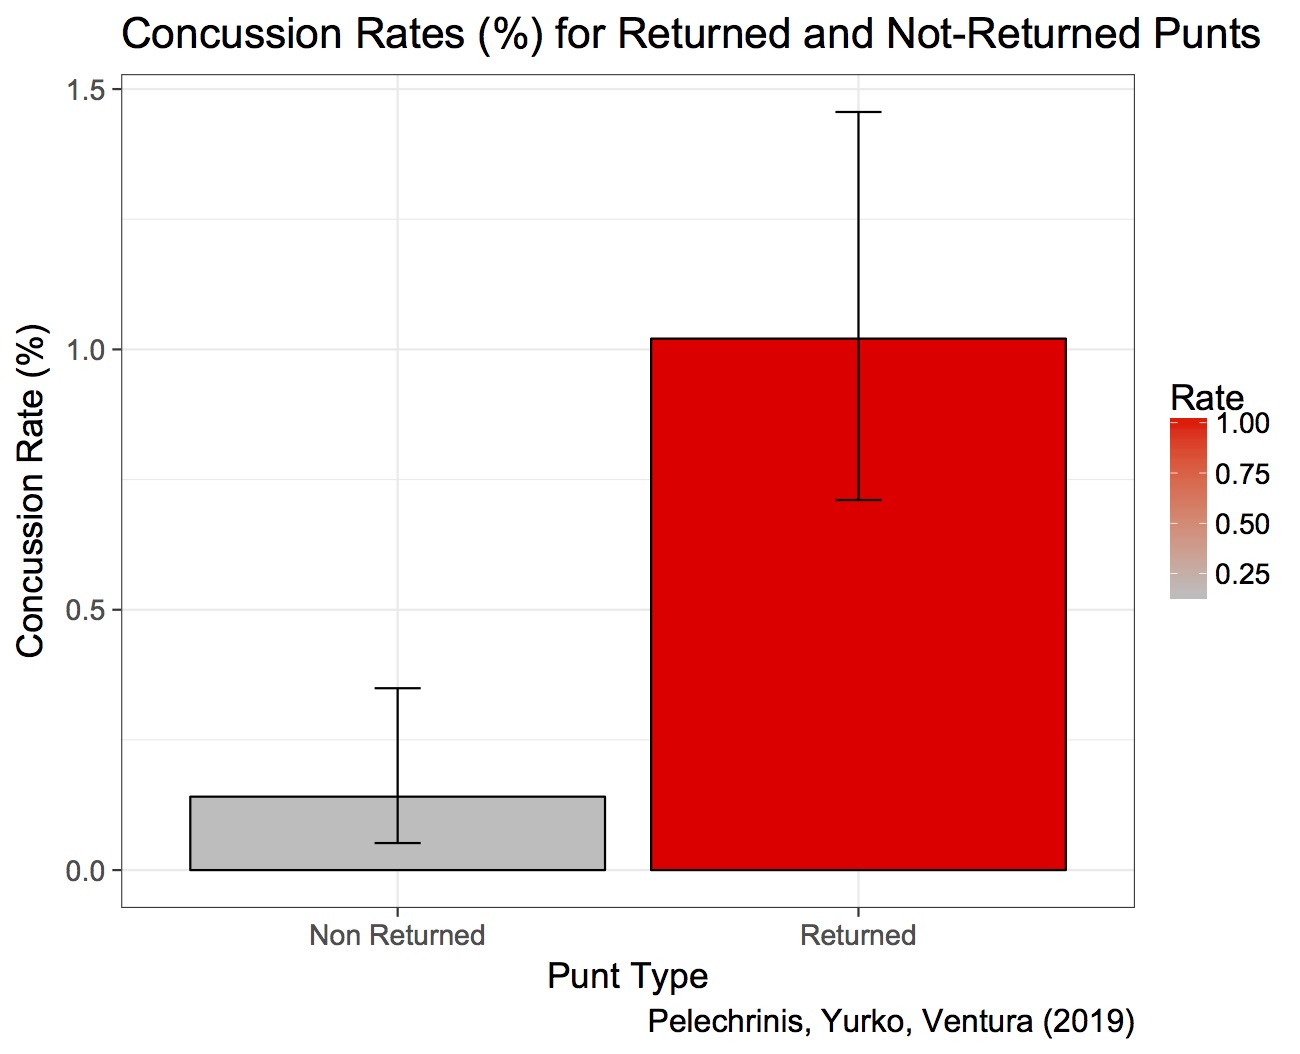 Concussion Rates (%) for Returned and Not-Returned Punts
Concussion Rate (%)
1.5
1.0
0.5
0.0
Non Returned
Returned
Punt Type
Rate
1.00
0.75
0.50
0.25
Pelechrinis, Yurko, Ventura (2019)